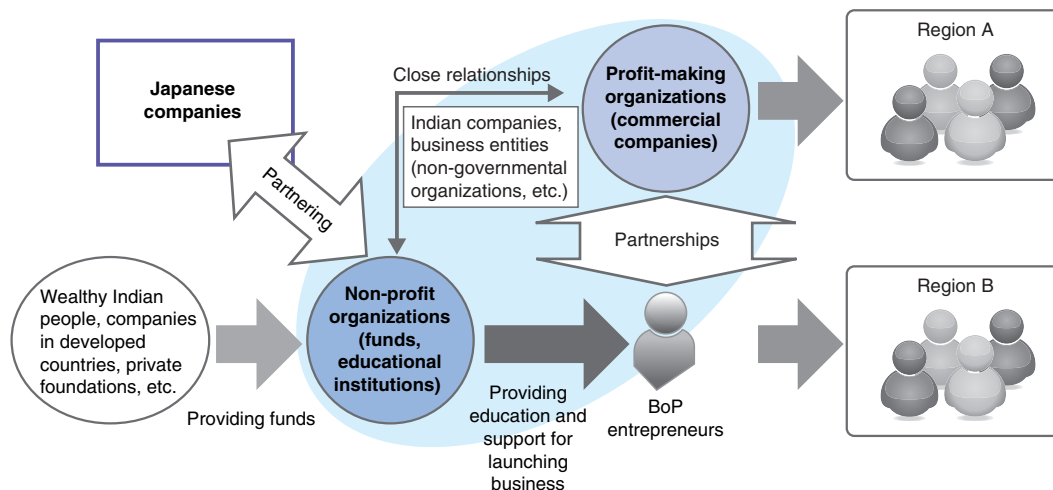 Japanese
companies
Partnering
Close relationships
Indian companies,
business entities
(non-governmental
organizations, etc.)
Profit-making
organizations
(commercial
companies)
Region A
Partnerships
Wealthy Indian
people, companies
in developed
countries, private
foundations, etc.
Providing funds
Non-profit
organizations
(funds,
educational
institutions)
Providing
education and
support for
launching
business
BoP
entrepreneurs
Region B